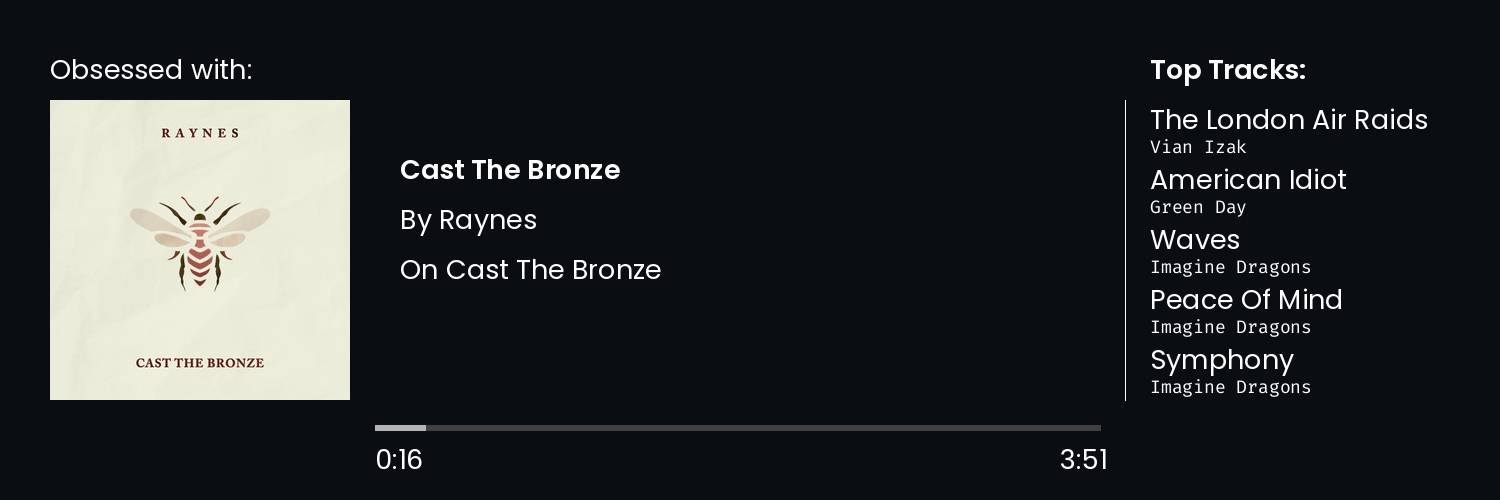 Obsessed with:
RAYNES
CAST THE BRONZE
Cast The Bronze
By Raynes
On Cast The Bronze
0:16
3:51
Top Tracks:
The London Air Raids
Vian Izak
American Idiot
Green Day
Waves
Imagine Dragons
Peace Of Mind
Imagine Dragons
Symphony
Imagine Dragons